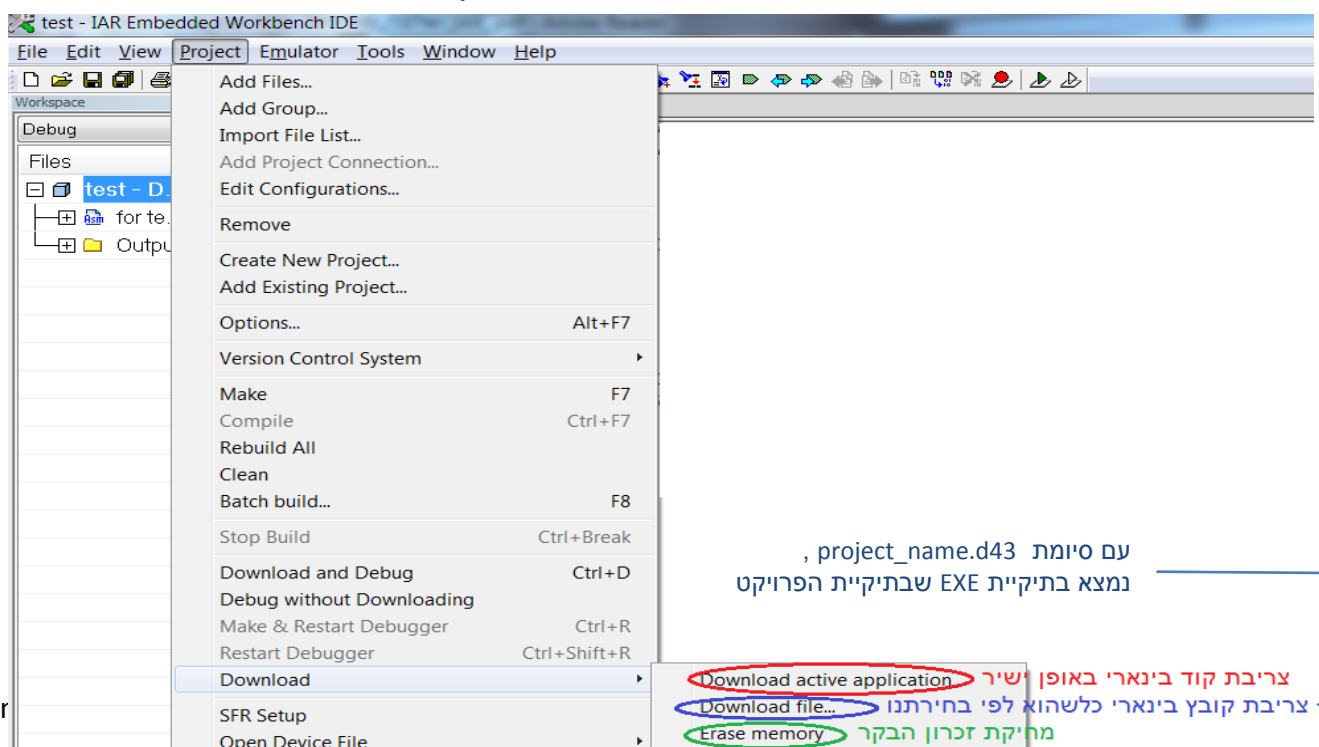 test - IAR Embedded Workbench IDE
File Edit View Project Emulator Tools Window Help
Workspace
Debug
Files
test - D.
for te.
Outpu
Add Files...
Add Group...
Import File List...
Add Project Connection...
Edit Configurations...
Remove
Create New Project...
Add Existing Project...
Options... Alt+F7
Version Control System
Make F7
Compile Ctrl+F7
Rebuild All
Clean
Batch build... F8
Stop Build Ctrl+Break
Download and Debug Ctrl+D
Debug without Downloading
Make & Restart Debugger Ctrl+R
Restart Debugger Ctrl+Shift+R
Download
SFR Setup
Open Device File
עם סיומת project_name.d43 ,
נמצא בתיקיית EXE שבתיקיית הפרויקט
Download active application צריבת קוד בינארי באופן ישיר
Download file... צריבת קובץ בינארי כלשהוא לפי בחירתנו
Erase memory מחיקת זכרון הבקר